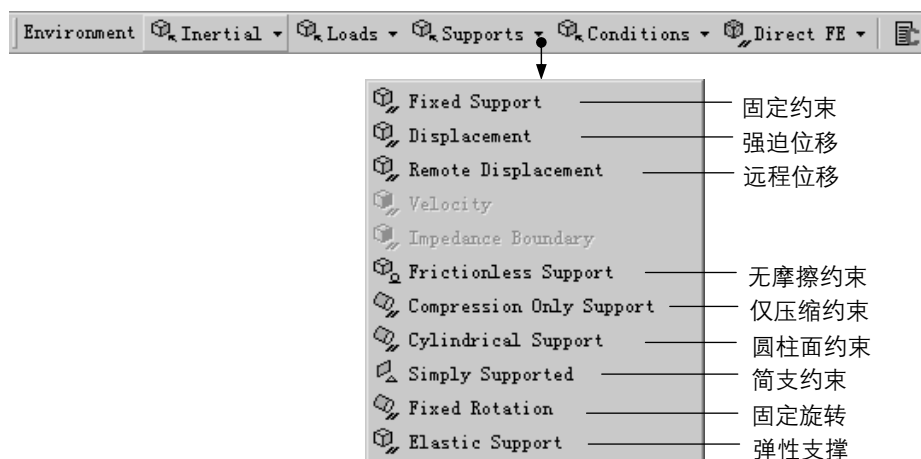 Environment Inertial Loads Supports Conditions Direct FE
Fixed Support 固定约束
Displacement 强迫位移
Remote Displacement 远程位移
Velocity
Impedance Boundary
Frictionless Support 无摩擦约束
Compression Only Support 仅压缩约束
Cylindrical Support 圆柱面约束
Simply Supported 简支约束
Fixed Rotation 固定旋转
Elastic Support 弹性支撑